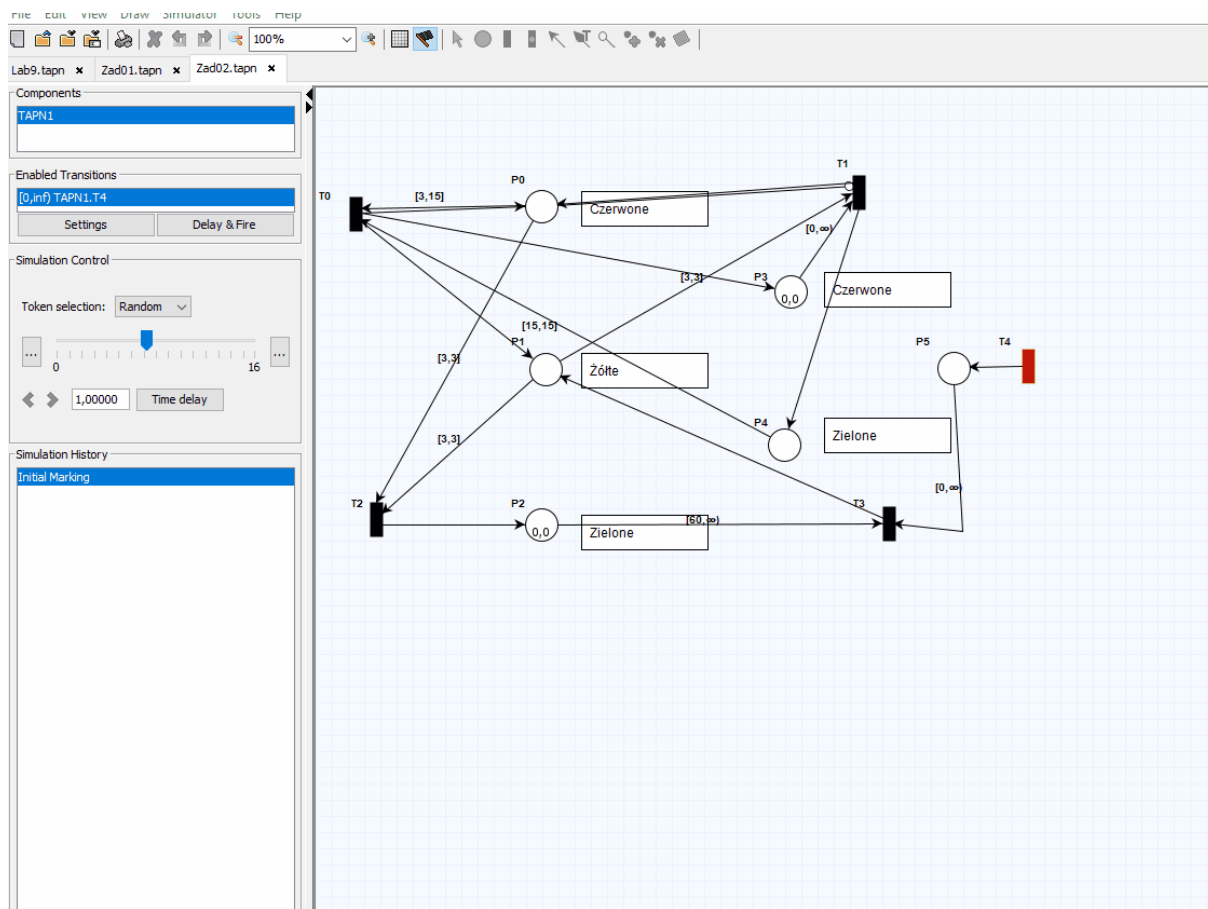 File Edit View Draw Simulator Tools Help
100%
Lab9.tapn × Zad01.tapn × Zad02.tapn ×
Components
TAPN1
Enabled Transitions
[0,inf) TAPN1.T4
Settings Delay & Fire
Simulation Control
Token selection: Random
... ...
0 16
1,00000 Time delay
Simulation History
Initial Marking
T1
P0
T0 [3,15]
Czerwone
[0,∞)
[3,3] P3
Czerwone
0,0
[15,15]
P1
P5 T4
[3,3]
Żółte
P4
Zielone
[3,3]
[0,∞)
T2 P2 T3
[60,∞)
0,0 Zielone